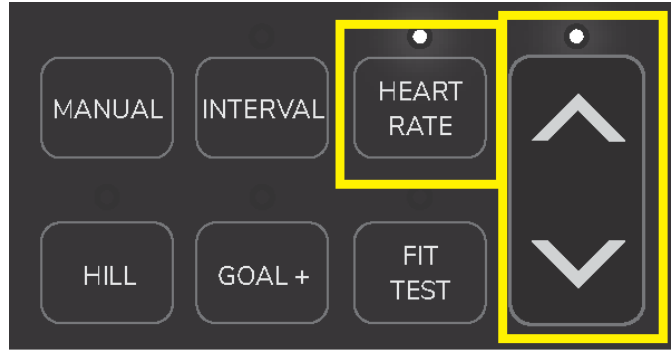 MANUAL
INTERVAL
HEART
RATE
HILL
GOAL +
FIT
TEST